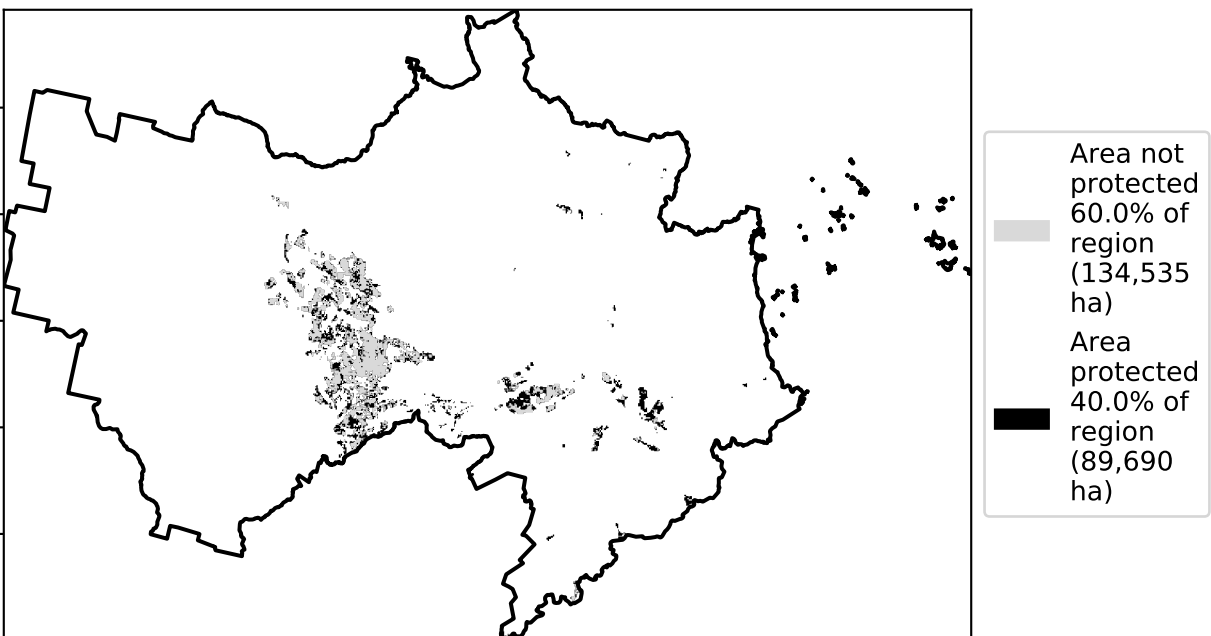 Area not
protected
60.0% of
region
(134,535
ha)
Area
protected
40.0% of
region
(89,690
ha)